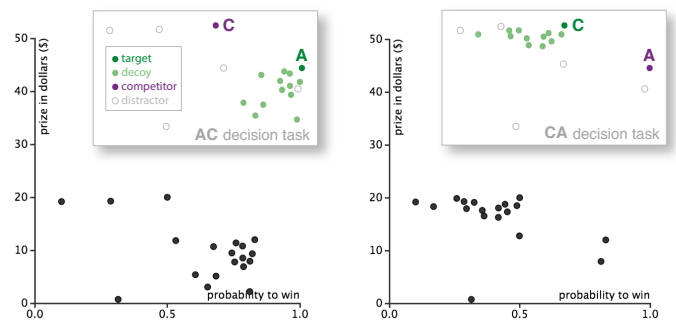 C
A
target
decoy
competitor
distractor
AC decision task
prize in dollars ($)
50
40
30
20
10
0
probability to win
0.0
0.5
1.0
C
A
CA decision task
prize in dollars ($)
50
40
30
20
10
0
probability to win
0.0
0.5
1.0